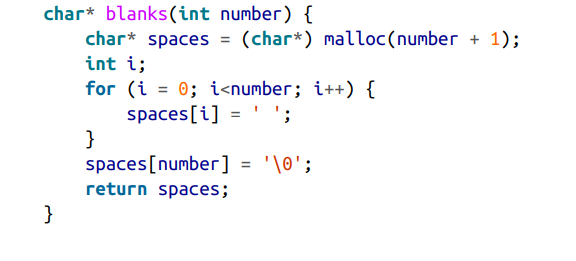 char* blanks(int number) {
    char* spaces = (char*) malloc(number + 1);
    int i;
    for (i = 0; i<number; i++) {
        spaces[i] = ' ';
    }
    spaces[number] = '\0';
    return spaces;
}